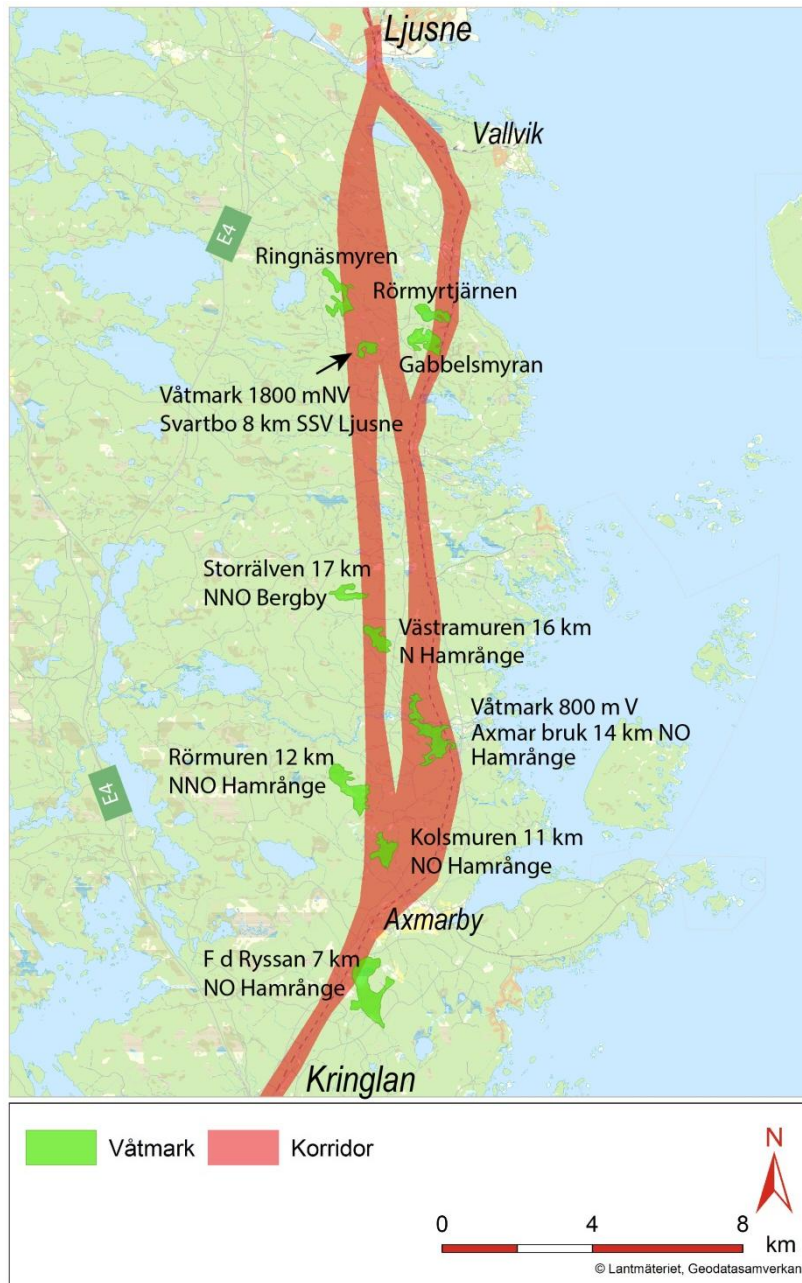 Ljusne
Vallvik
E4
Ringnäsmyren
Rörmyrtjärnen
Gabbelsmyran
Våtmark 1800 mNV
Svartbo 8 km SSV Ljusne
Storrälven 17 km
NNO Bergby
Västramuren 16 km
N Hamrånge
Våtmark 800 m V
Axmar bruk 14 km NO
Hamrånge
Rörmuren 12 km
NNO Hamrånge
E4
Kolsmuren 11 km
NO Hamrånge
Axmarby
F d Ryssan 7 km
NO Hamrånge
Kringlan
Våtmark
Korridor
N
0 4 8
km
© Lantmäteriet, Geodatasamverkan